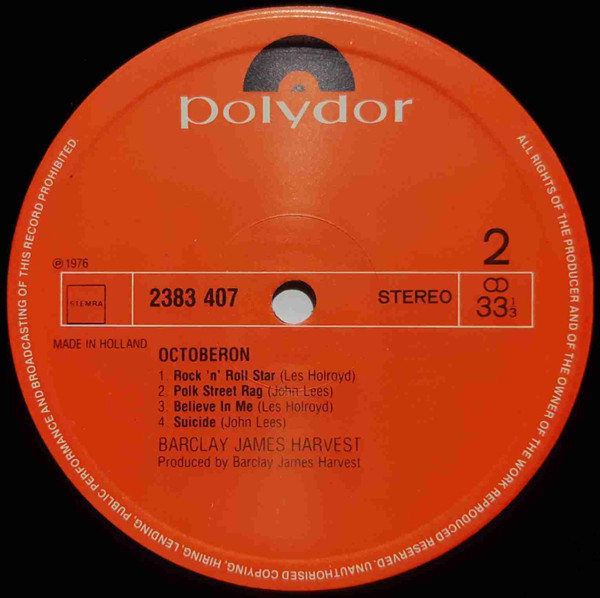 polydor
ALL RIGHTS OF THE PRODUCER AND OF THE OWNER OF THE WORK REPRODUCED RESERVED. UNAUTHORISED COPYING, HIRING, LENDING, PUBLIC PERFORMANCE AND BROADCASTING OF THIS RECORD PROHIBITED.
℗ 1976
2
STEMRA
2383 407
STEREO
33 1/3
MADE IN HOLLAND
OCTOBERON
1. Rock 'n' Roll Star (Les Holroyd)
2. Polk Street Rag (John Lees)
3. Believe In Me (Les Holroyd)
4. Suicide (John Lees)
BARCLAY JAMES HARVEST
Produced by Barclay James Harvest